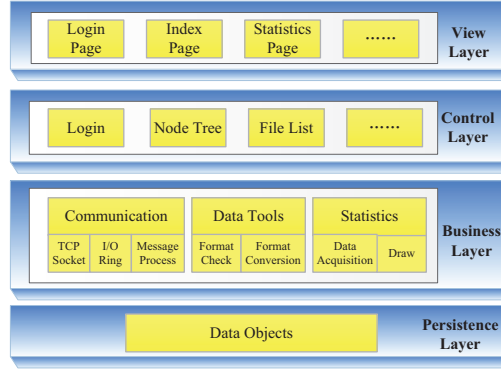 Login
Page
Index
Page
Statistics
Page
......
View
Layer
Login
Node Tree
File List
......
Control
Layer
Communication
Data Tools
Statistics
TCP
Socket
I/O
Ring
Message
Process
Format
Check
Format
Conversion
Data
Acquisition
Draw
Business
Layer
Data Objects
Persistence
Layer